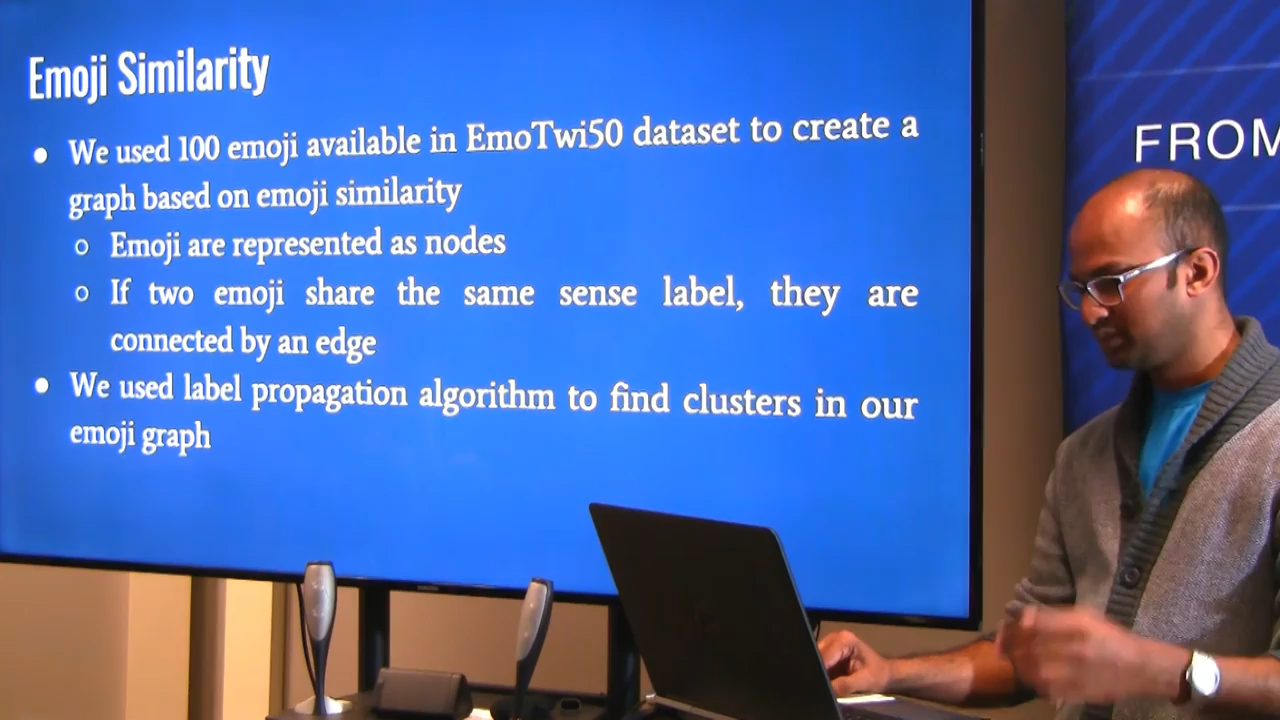 Emoji Similarity
● We used 100 emoji available in EmoTwi50 dataset to create a
graph based on emoji similarity
○ Emoji are represented as nodes
○ If two emoji share the same sense label, they are
connected by an edge
● We used label propagation algorithm to find clusters in our
emoji graph
FROM